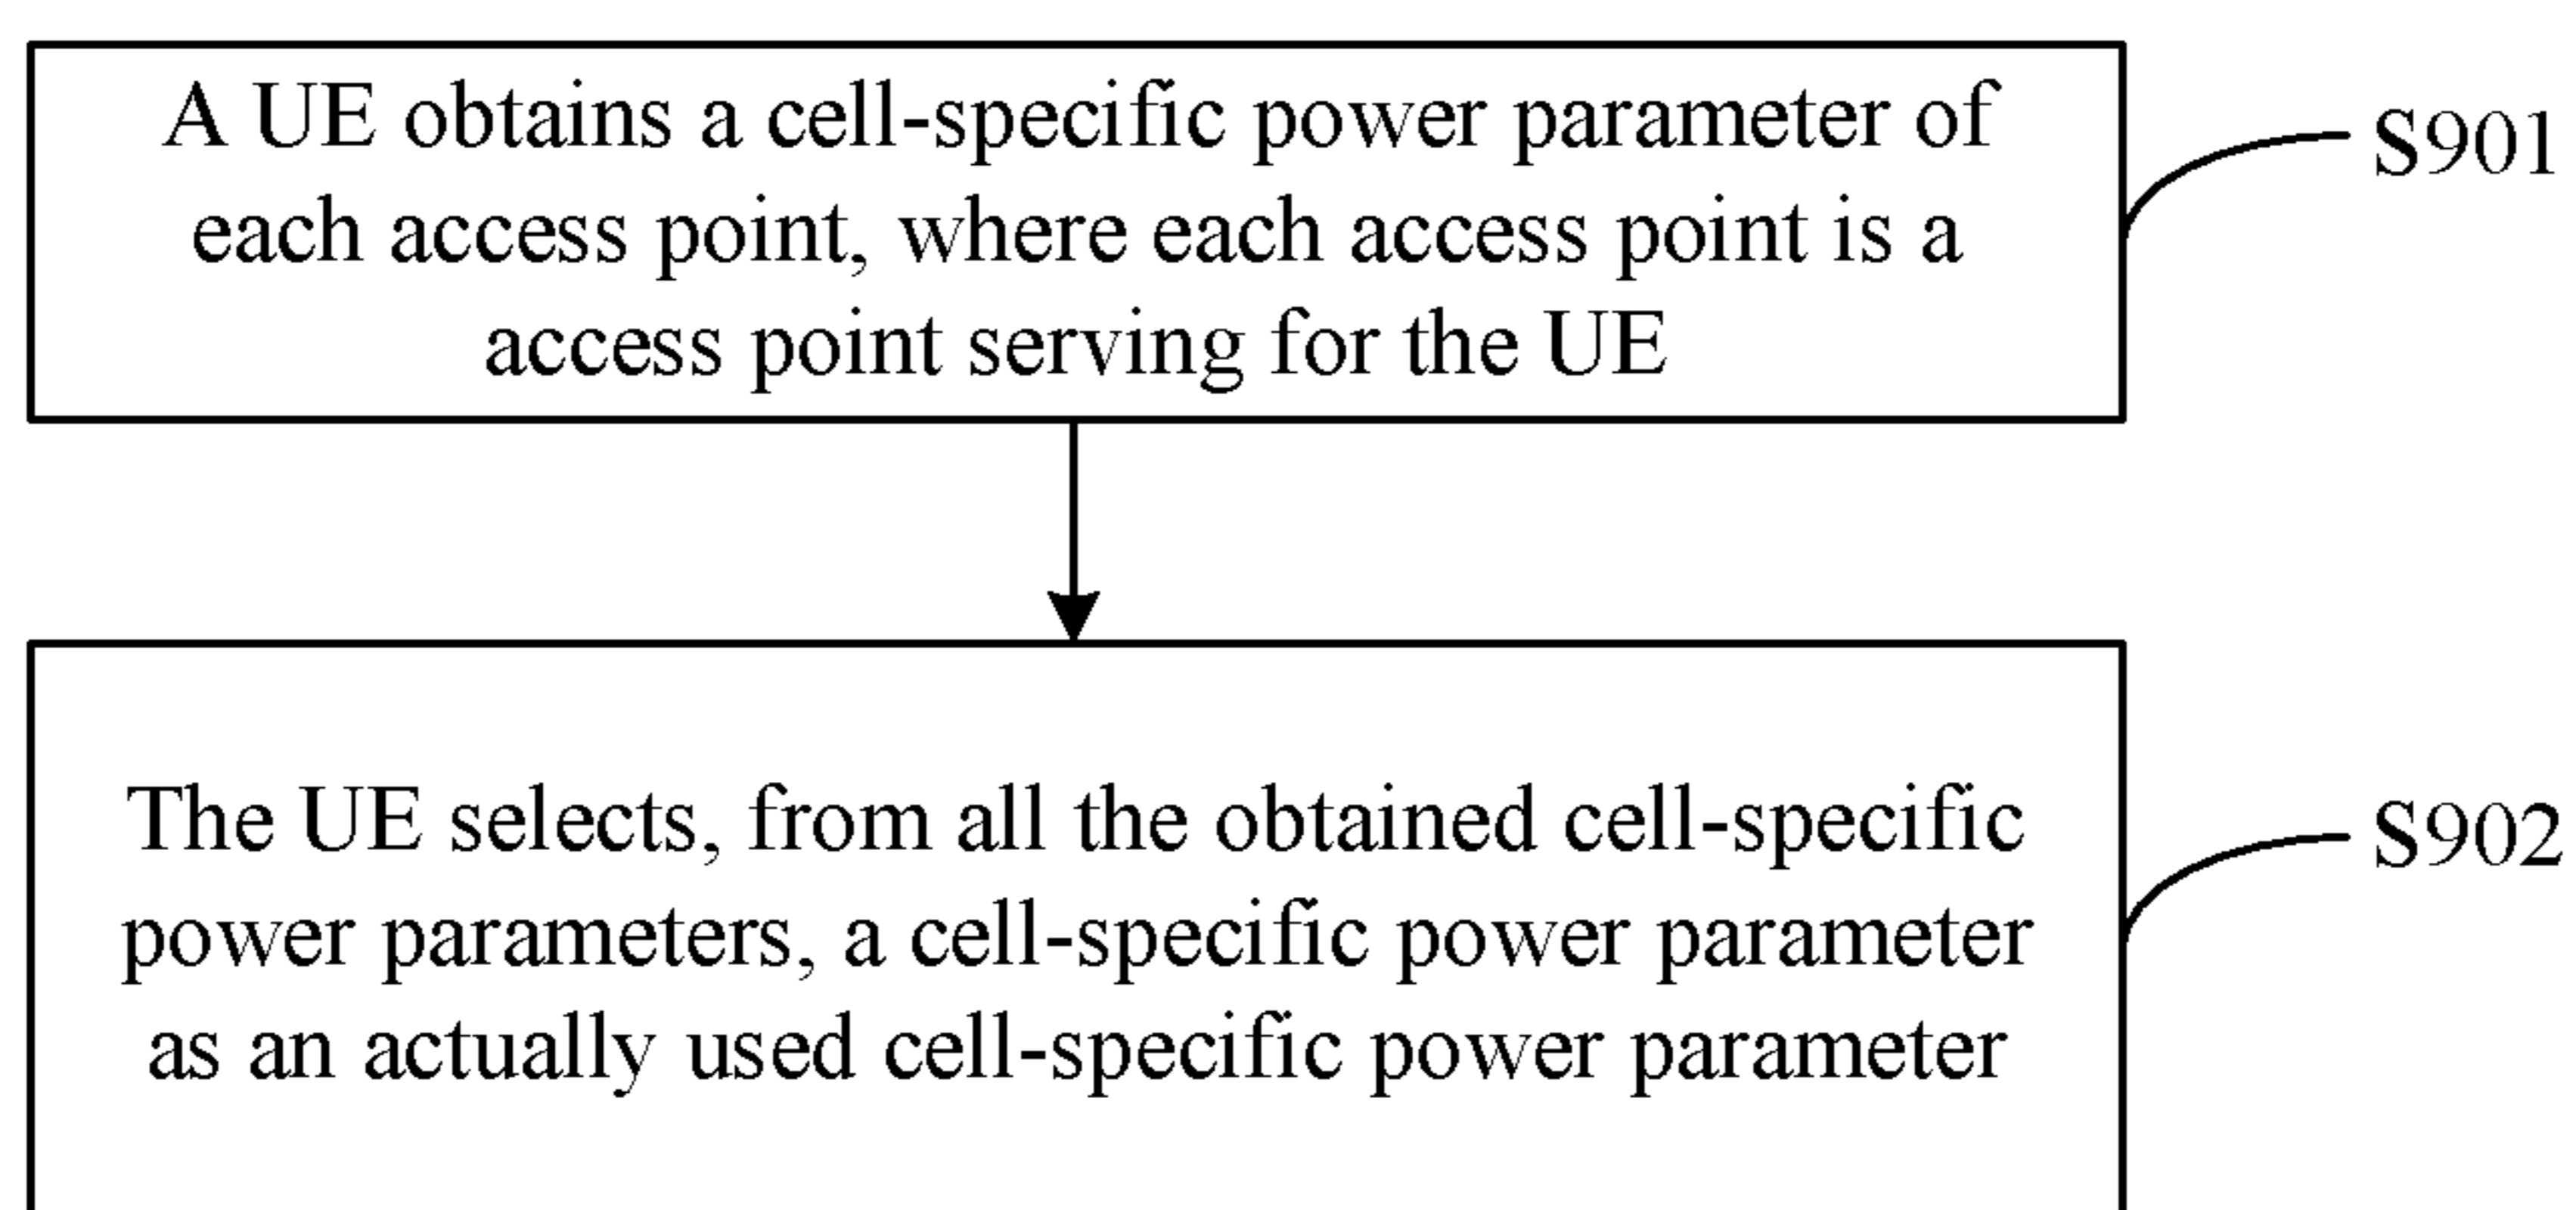 A UE obtains a cell-specific power parameter of
each access point, where each access point is a
access point serving for the UE
S901
The UE selects, from all the obtained cell-specific
power parameters, a cell-specific power parameter
as an actually used cell-specific power parameter
S902